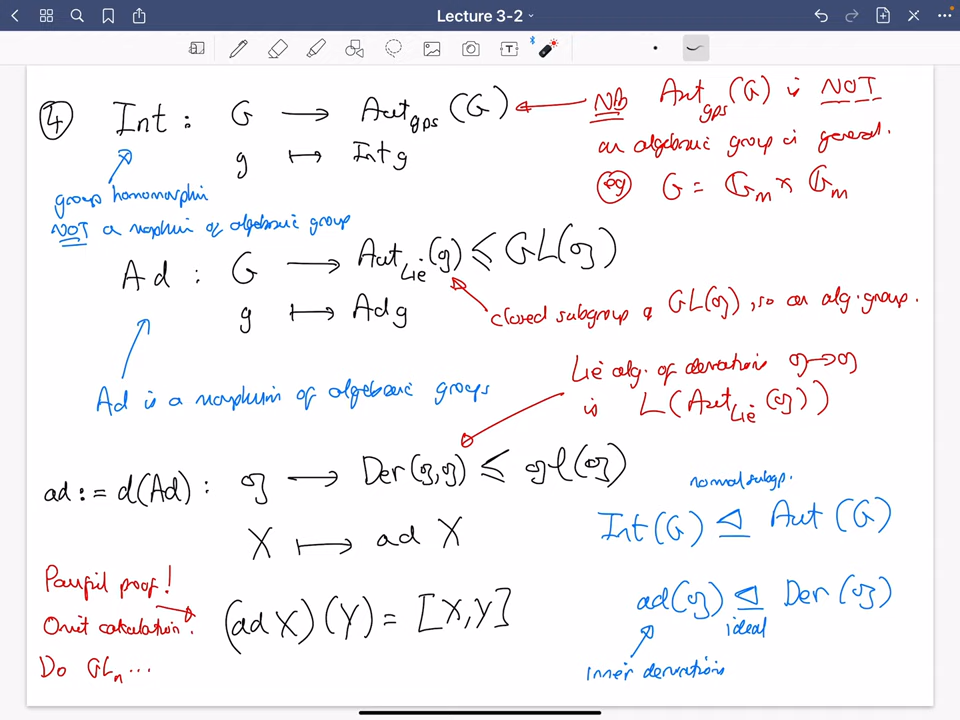 Lecture 3-2
④ Int : G → Aut_gps (G)
g ↦ Int g
NB Aut_gps (G) is NOT
an algebraic group in general.
eg G = 𝔾_m × 𝔾_m
group homomorphism
NOT a morphism of algebraic group
Ad : G → Aut_Lie (𝔤) ≤ GL(𝔤)
g ↦ Ad g
closed subgroup of GL(𝔤), so an alg. group.
Ad is a morphism of algebraic groups
Lie alg. of derivations 𝔤 → 𝔤
is L(Aut_Lie (𝔤))
ad := d(Ad) : 𝔤 → Der(𝔤,𝔤) ≤ 𝔤𝔩(𝔤)
X ↦ ad X
normal subgp.
Int(G) ⊴ Aut(G)
Painful proof!
Omit calculation.
Do GL_n ...
(ad X)(Y) = [X,Y]
ad(𝔤) ⊴ Der(𝔤)
ideal
inner derivations